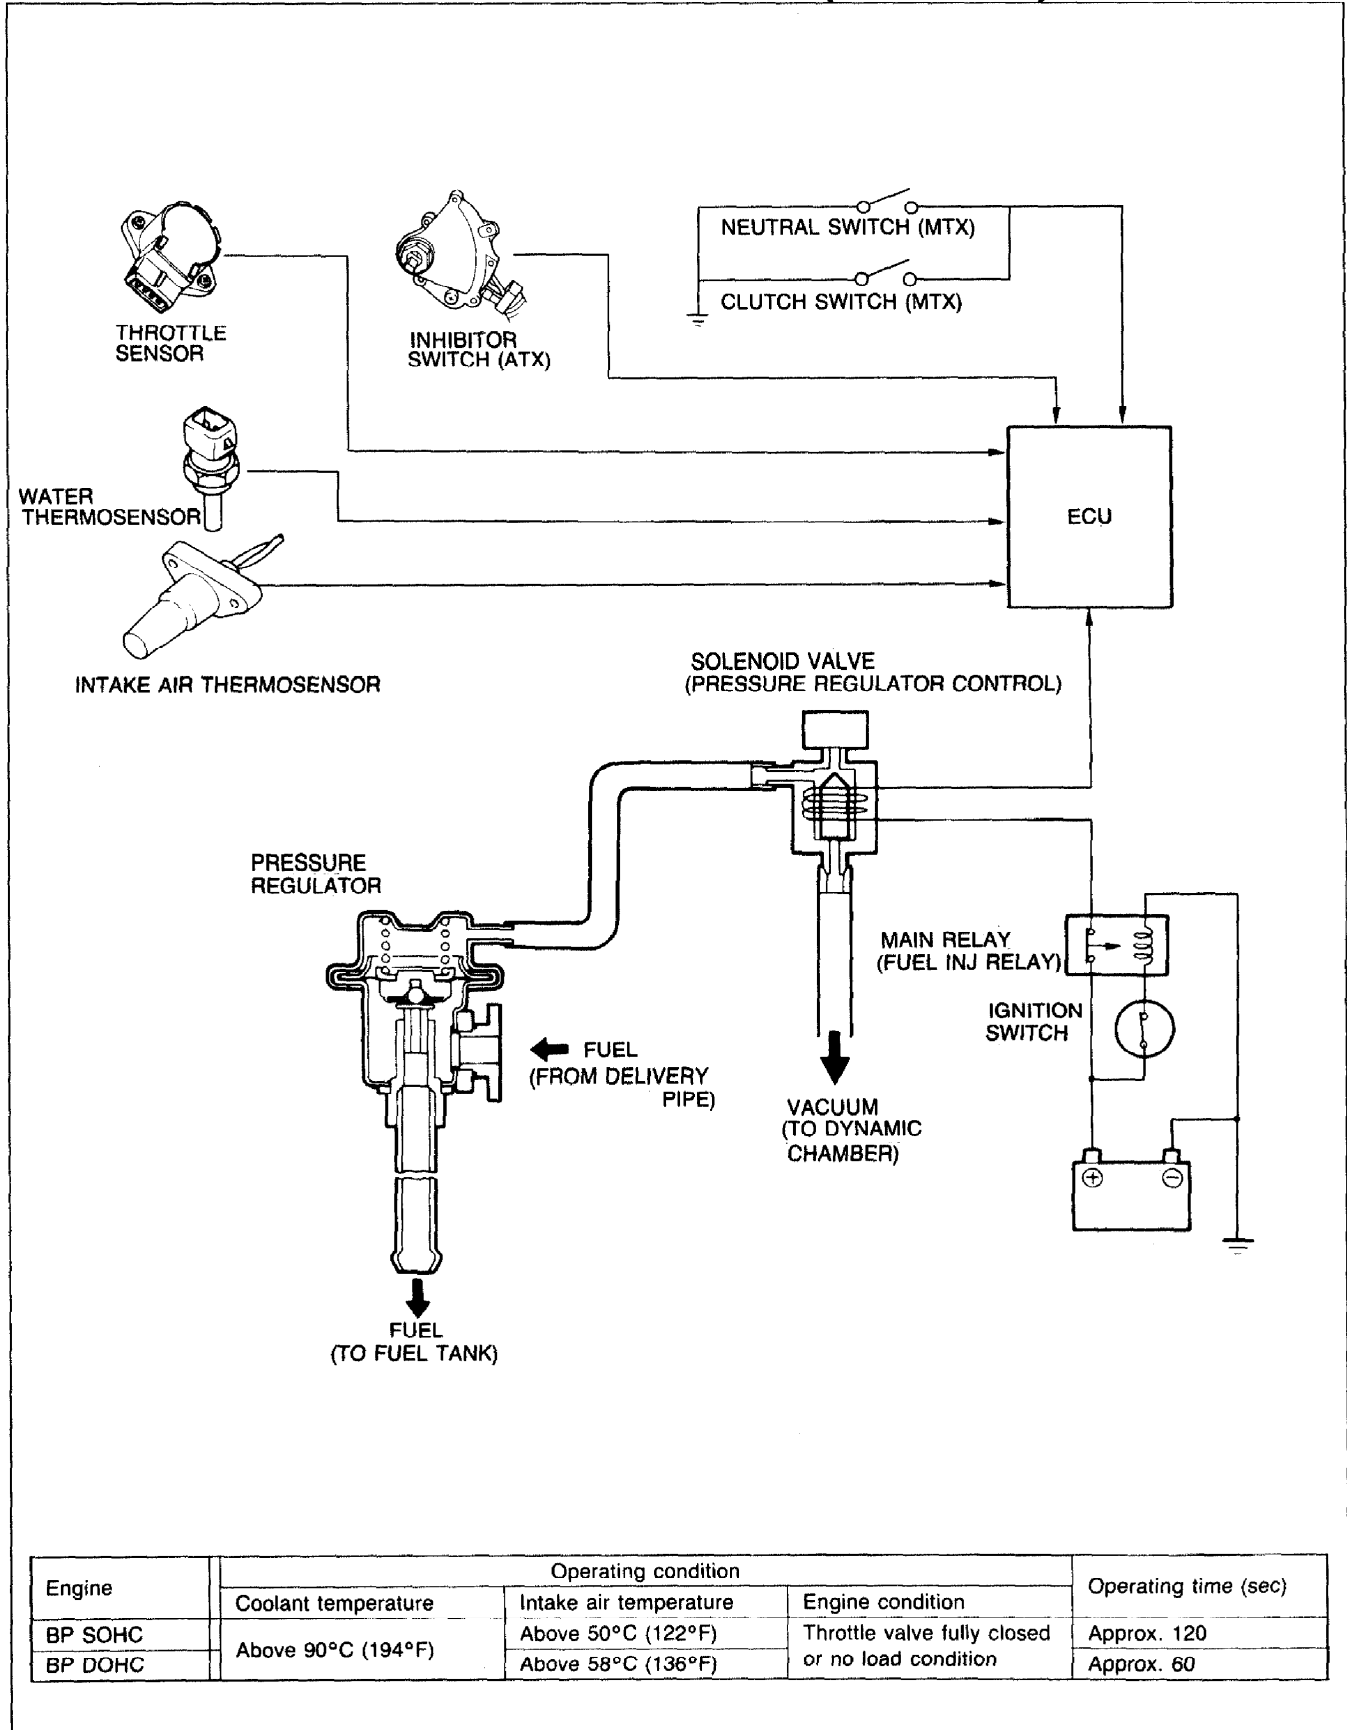 THROTTLE
SENSOR
INHIBITOR
SWITCH (ATX)
NEUTRAL SWITCH (MTX)
CLUTCH SWITCH (MTX)
WATER
THERMOSENSOR
ECU
INTAKE AIR THERMOSENSOR
SOLENOID VALVE
(PRESSURE REGULATOR CONTROL)
PRESSURE
REGULATOR
MAIN RELAY
(FUEL INJ RELAY)
IGNITION
SWITCH
FUEL
(FROM DELIVERY
PIPE)
VACUUM
(TO DYNAMIC
CHAMBER)
+ −
FUEL
(TO FUEL TANK)
Engine Operating condition Operating time (sec)
Coolant temperature Intake air temperature Engine condition
BP SOHC Above 90°C (194°F) Above 50°C (122°F) Throttle valve fully closed Approx. 120
BP DOHC Above 58°C (136°F) or no load condition Approx. 60